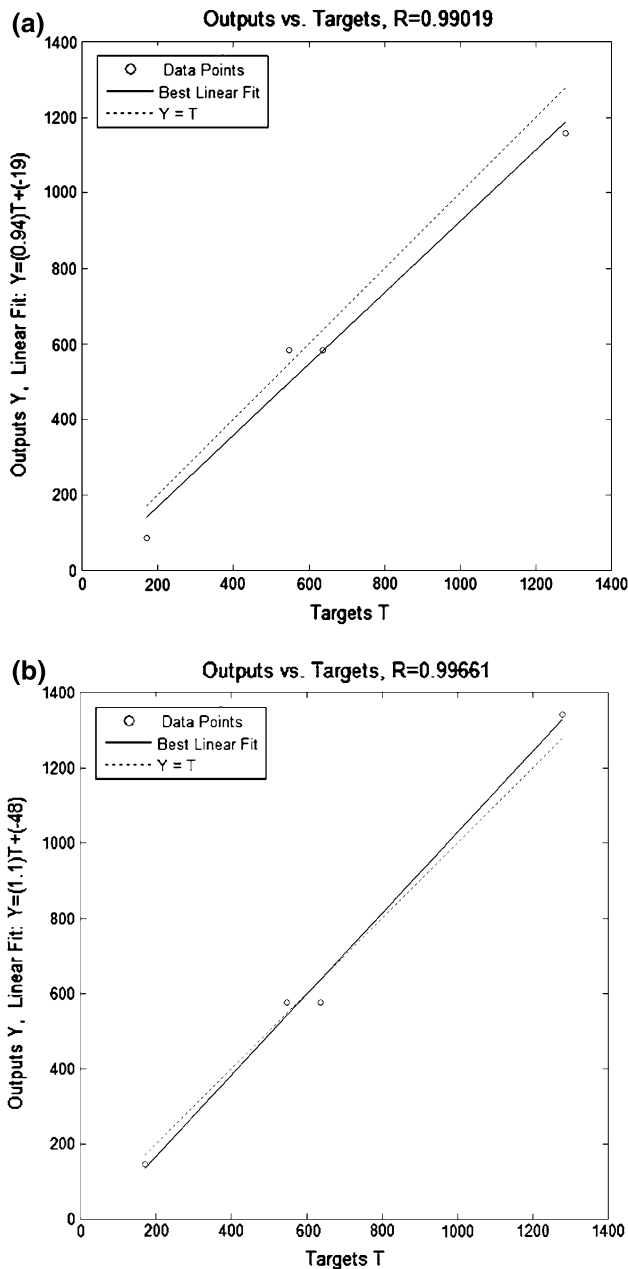 (a)
Outputs vs. Targets, R=0.99019
1400
Data Points
Best Linear Fit
Y = T
1200
1000
800
600
400
200
0
Outputs Y, Linear Fit: Y=(0.94)T+(-19)
0 200 400 600 800 1000 1200 1400
Targets T
(b)
Outputs vs. Targets, R=0.99661
1400
Data Points
Best Linear Fit
Y = T
1200
1000
800
600
400
200
0
Outputs Y, Linear Fit: Y=(1.1)T+(-48)
0 200 400 600 800 1000 1200 1400
Targets T